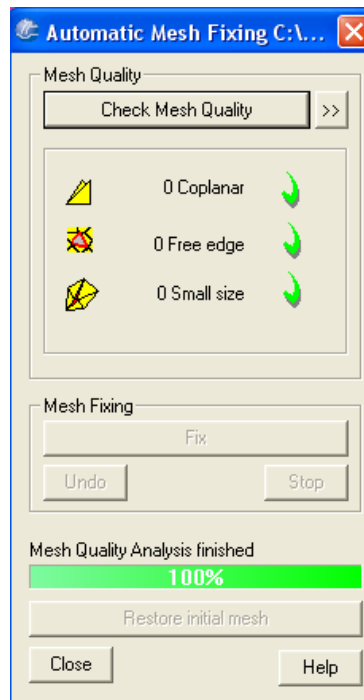 Automatic Mesh Fixing C:\...
Mesh Quality
Check Mesh Quality >>
0 Coplanar
0 Free edge
0 Small size
Mesh Fixing
Fix
Undo Stop
Mesh Quality Analysis finished
100%
Restore initial mesh
Close Help